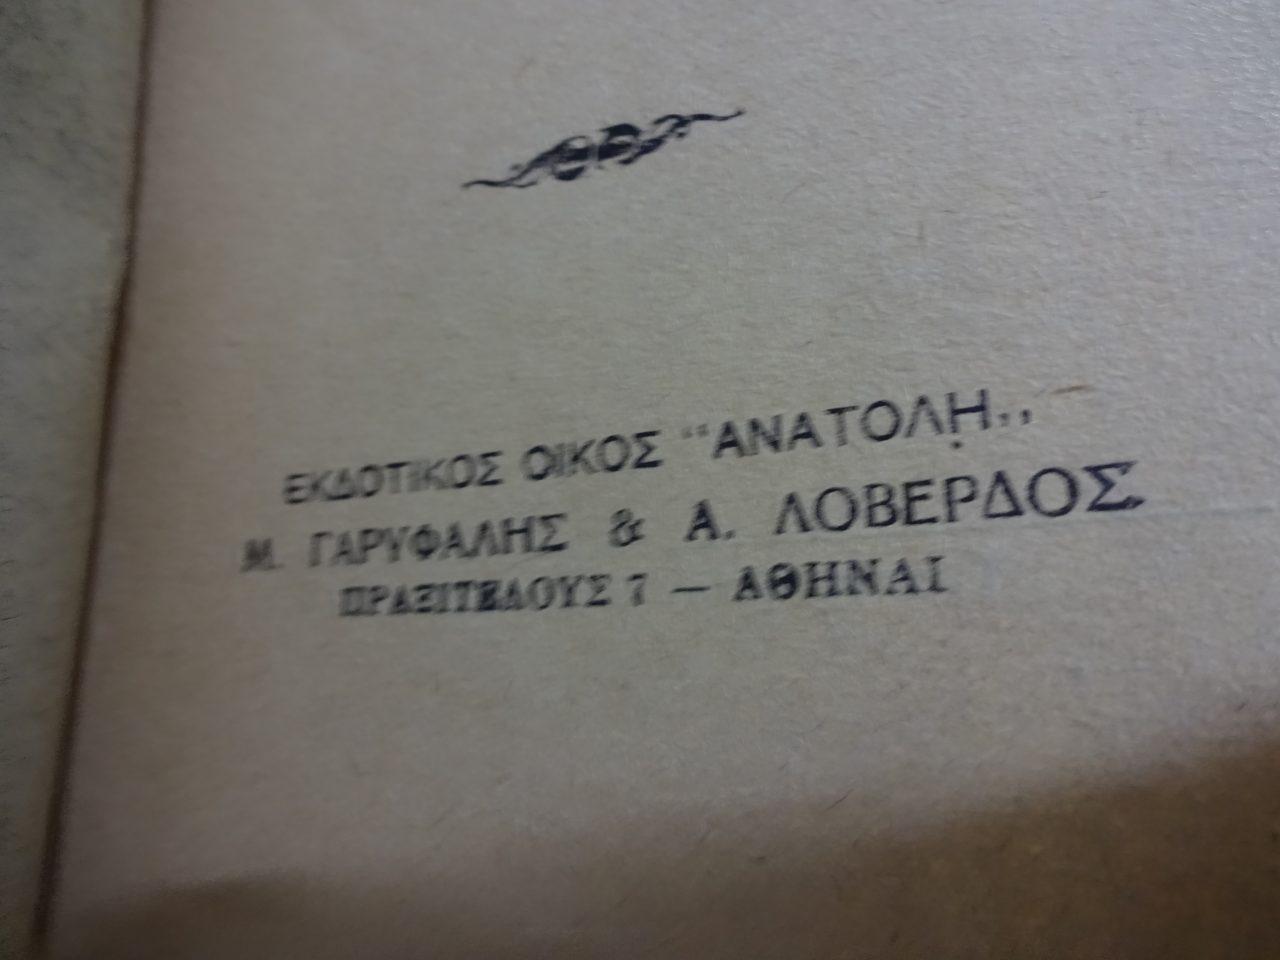 ΕΚΔΟΤΙΚΟΣ ΟΙΚΟΣ "ΑΝΑΤΟΛΗ,,
Μ. ΓΑΡΥΦΑΛΗΣ & Α. ΛΟΒΕΡΔΟΣ
ΠΡΑΞΙΤΕΛΟΥΣ 7 — ΑΘΗΝΑΙ